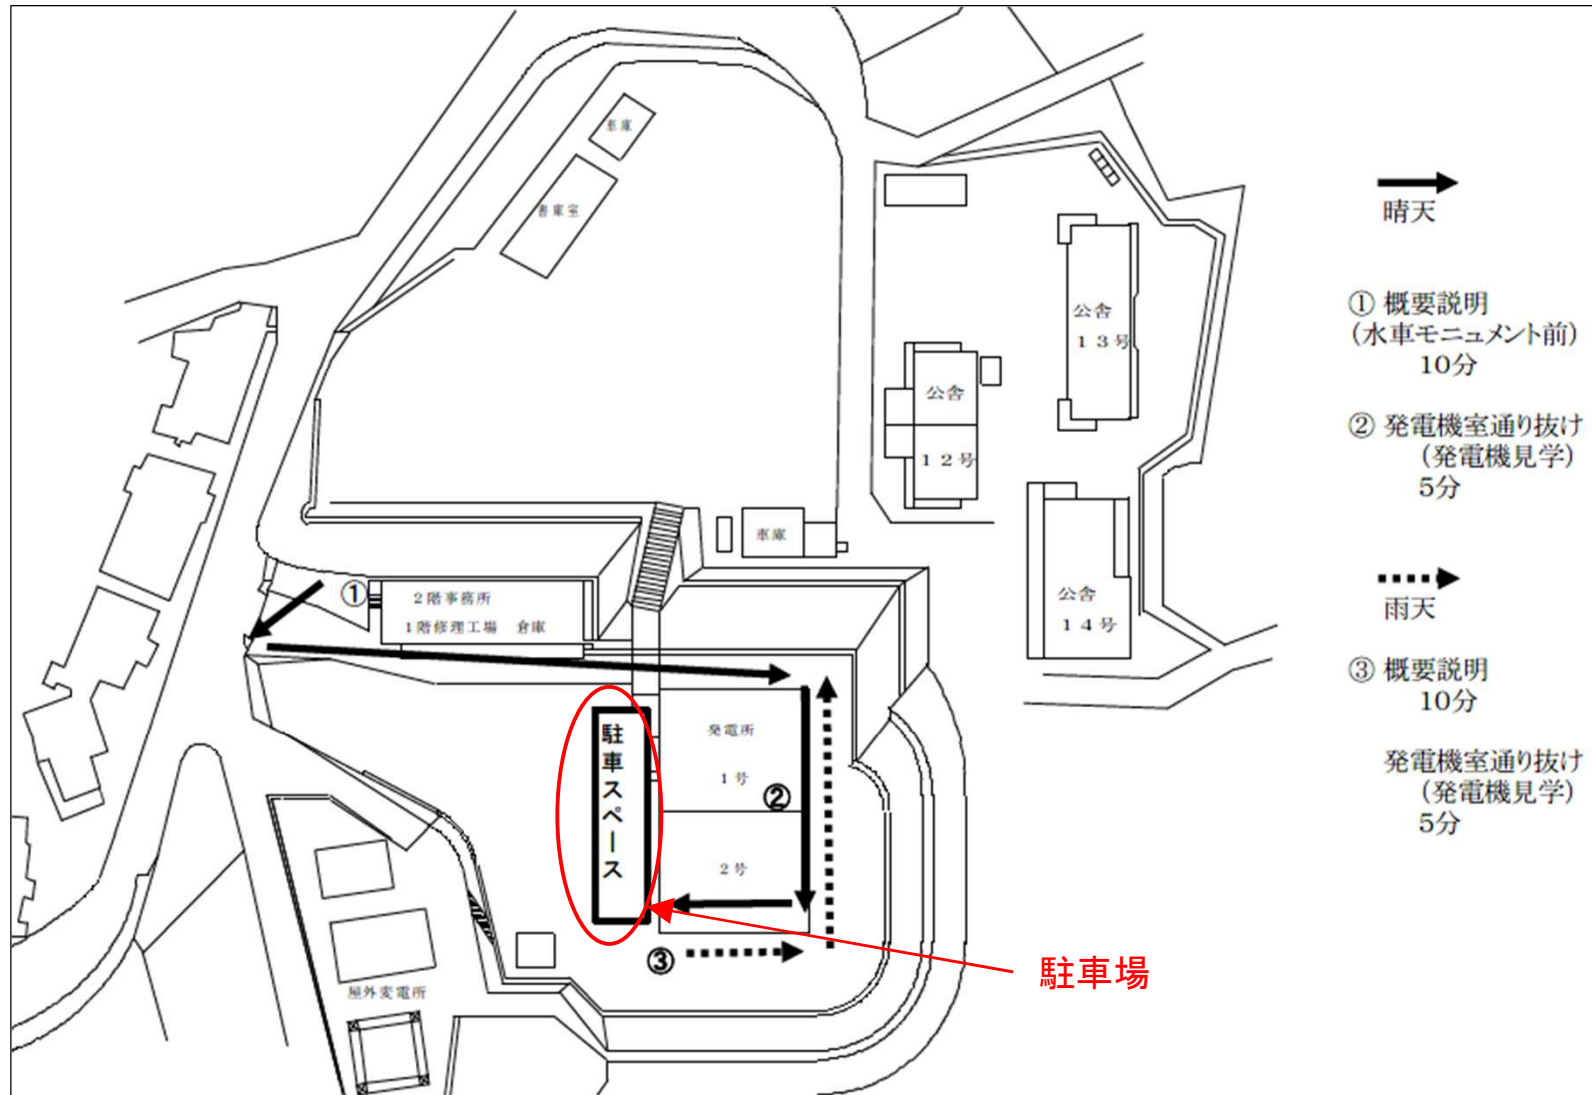 車庫
書庫室
晴天
① 概要説明
(水車モニュメント前)
10分
② 発電機室通り抜け
(発電機見学)
5分
雨天
③ 概要説明
10分
発電機室通り抜け
(発電機見学)
5分
公舎
13号
公舎
12号
公舎
14号
車庫
①
2階事務所
1階修理工場 倉庫
駐車スペース
発電所
1号
②
2号
③
駐車場
屋外変電所